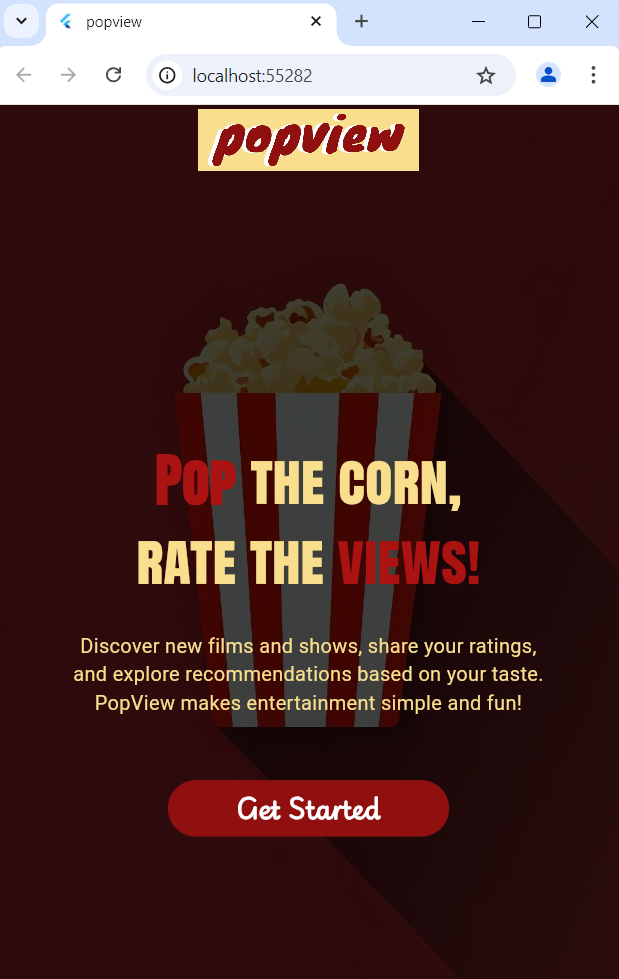 popview
localhost:55282
popview
POP THE CORN,
RATE THE VIEWS!
Discover new films and shows, share your ratings,
and explore recommendations based on your taste.
PopView makes entertainment simple and fun!
Get Started